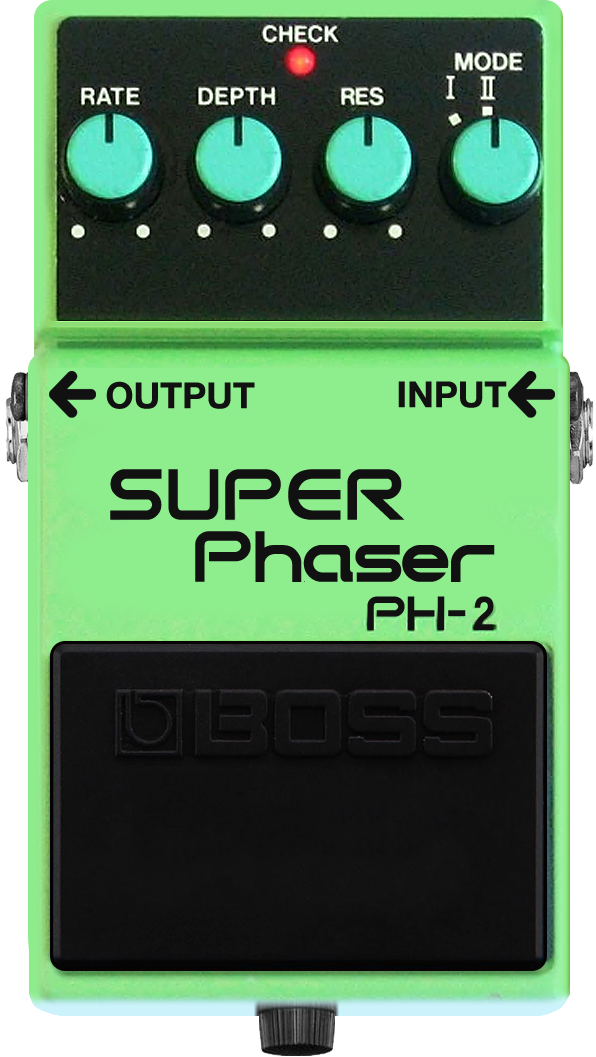 CHECK
MODE
I II
RATE DEPTH RES
OUTPUT INPUT
SUPER
Phaser
PH-2
BOSS